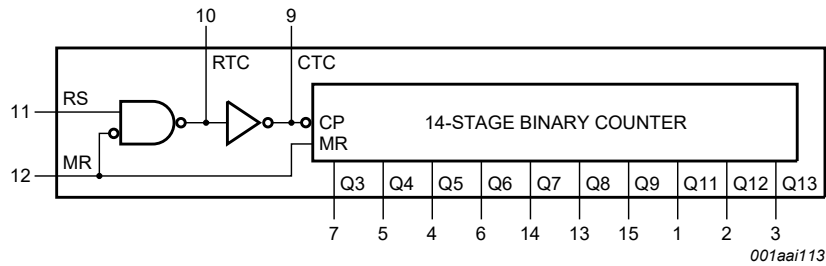 10 9
RTC CTC
11 RS
CP 14-STAGE BINARY COUNTER
MR
12 MR
Q3 Q4 Q5 Q6 Q7 Q8 Q9 Q11 Q12 Q13
7 5 4 6 14 13 15 1 2 3
001aai113